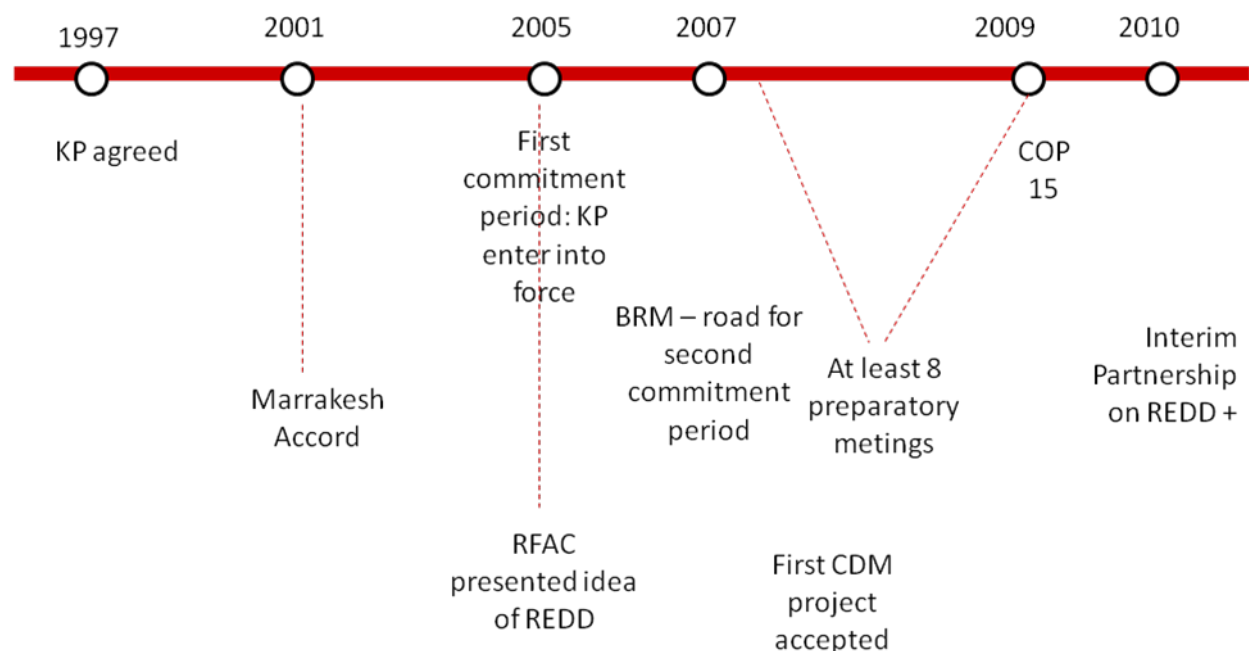 1997
2001
2005
2007
2009
2010
KP agreed
First
commitment
period: KP
enter into
force
COP
15
BRM – road for
second
commitment
period
At least 8
preparatory
metings
Interim
Partnership
on REDD +
Marrakesh
Accord
RFAC
presented idea
of REDD
First CDM
project
accepted